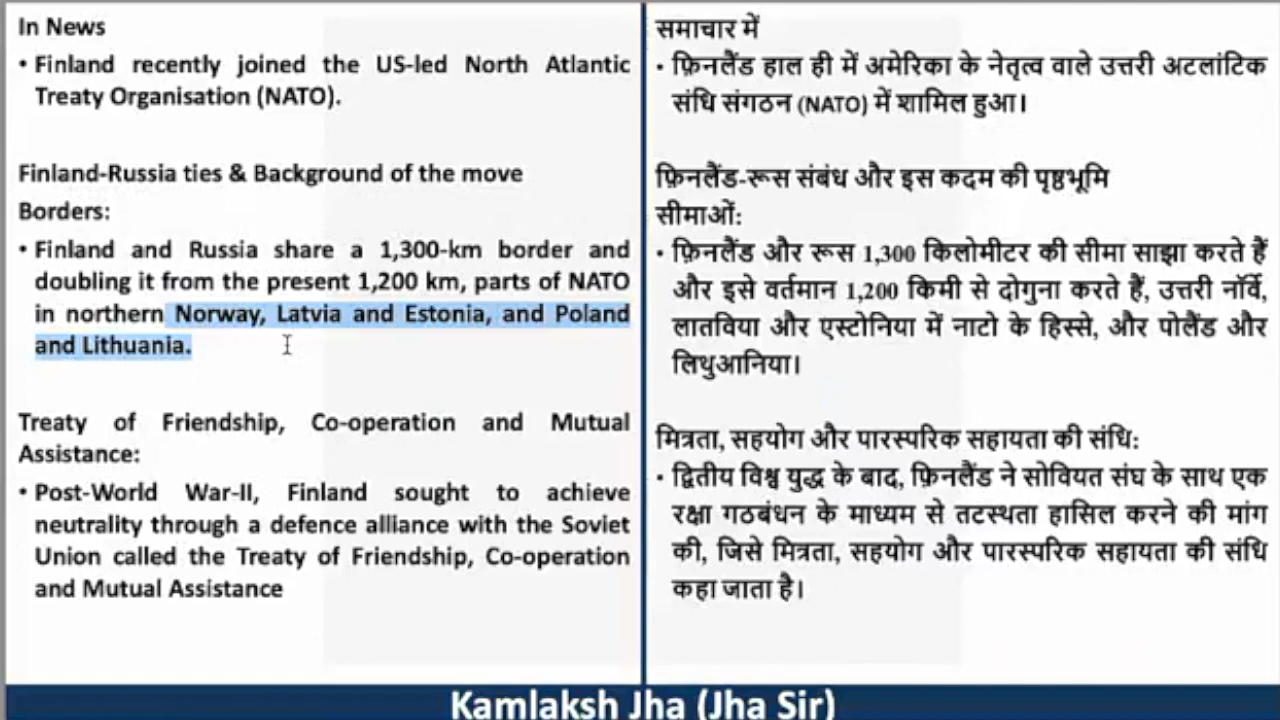 In News
• Finland recently joined the US-led North Atlantic
Treaty Organisation (NATO).
Finland-Russia ties & Background of the move
Borders:
• Finland and Russia share a 1,300-km border and
doubling it from the present 1,200 km, parts of NATO
in northern Norway, Latvia and Estonia, and Poland
and Lithuania.
Treaty of Friendship, Co-operation and Mutual
Assistance:
• Post-World War-II, Finland sought to achieve
neutrality through a defence alliance with the Soviet
Union called the Treaty of Friendship, Co-operation
and Mutual Assistance
समाचार में
• फ़िनलैंड हाल ही में अमेरिका के नेतृत्व वाले उत्तरी अटलांटिक
संधि संगठन (NATO) में शामिल हुआ।
फ़िनलैंड-रूस संबंध और इस कदम की पृष्ठभूमि
सीमाओं:
• फ़िनलैंड और रूस 1,300 किलोमीटर की सीमा साझा करते हैं
और इसे वर्तमान 1,200 किमी से दोगुना करते हैं, उत्तरी नॉर्वे,
लातविया और एस्टोनिया में नाटो के हिस्से, और पोलैंड और
लिथुआनिया।
मित्रता, सहयोग और पारस्परिक सहायता की संधि:
• द्वितीय विश्व युद्ध के बाद, फ़िनलैंड ने सोवियत संघ के साथ एक
रक्षा गठबंधन के माध्यम से तटस्थता हासिल करने की मांग
की, जिसे मित्रता, सहयोग और पारस्परिक सहायता की संधि
कहा जाता है।
Kamlaksh Jha (Jha Sir)